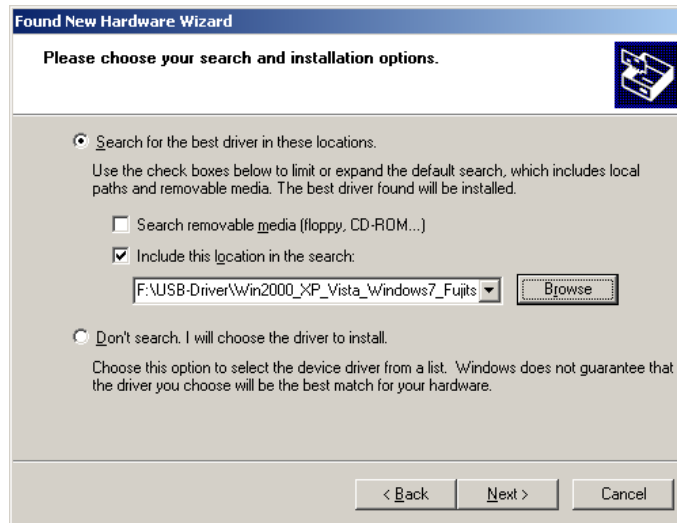 Found New Hardware Wizard
Please choose your search and installation options.
Search for the best driver in these locations.
Use the check boxes below to limit or expand the default search, which includes local
paths and removable media. The best driver found will be installed.
Search removable media (floppy, CD-ROM...)
Include this location in the search:
F:\USB-Driver\Win2000_XP_Vista_Windows7_Fujits
Browse
Don't search. I will choose the driver to install.
Choose this option to select the device driver from a list. Windows does not guarantee that
the driver you choose will be the best match for your hardware.
< Back
Next >
Cancel